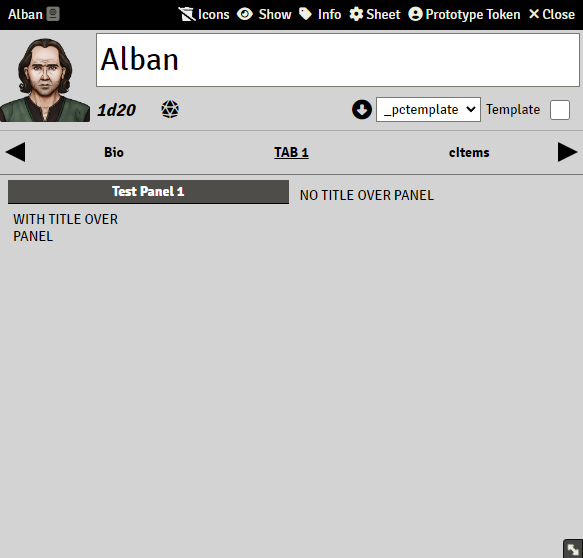 Alban Icons Show Info Sheet Prototype Token Close
Alban
1d20 _pctemplate Template
Bio TAB 1 cItems
Test Panel 1
NO TITLE OVER PANEL
WITH TITLE OVER
PANEL